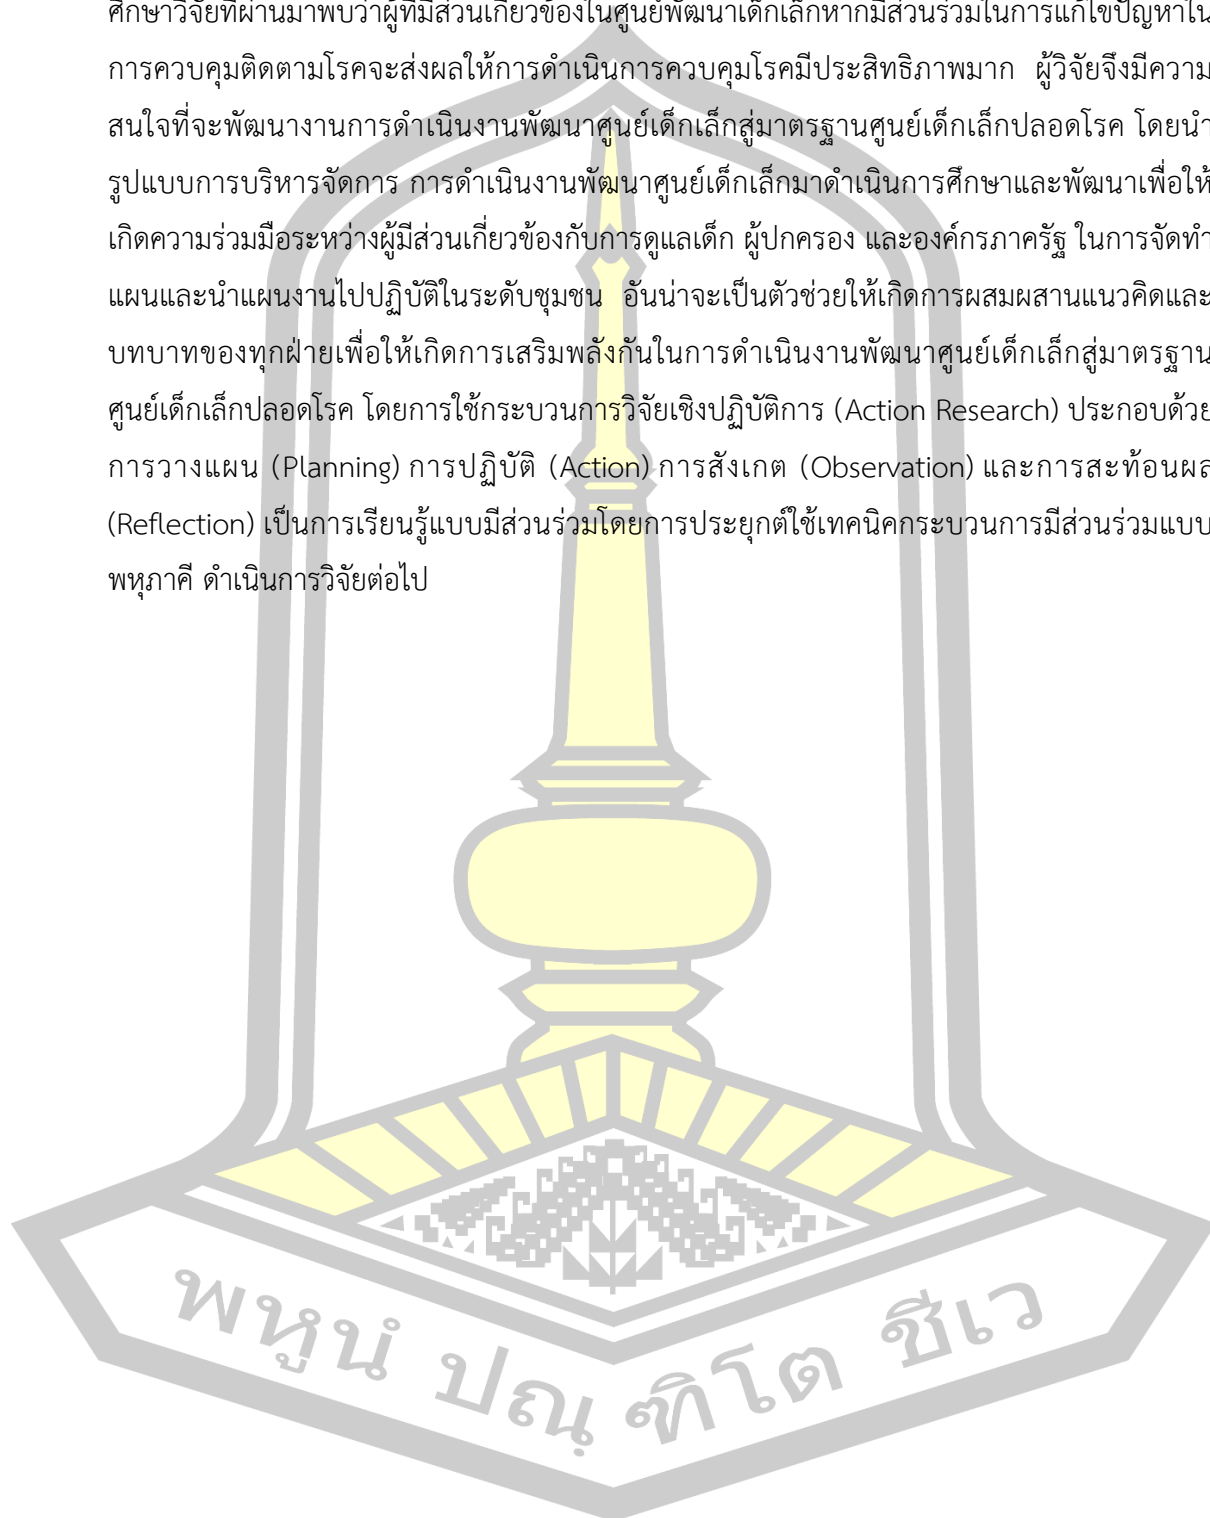 ศึกษาวิจัยที่ผ่านมาพบว่าผู้ที่มีส่วนเกี่ยวข้องในศูนย์พัฒนาเด็กเล็กหากมีส่วนร่วมในการแก้ไขปัญหาใน
การควบคุมติดตามโรคจะส่งผลให้การดำเนินการควบคุมโรคมีประสิทธิภาพมาก ผู้วิจัยจึงมีความ
สนใจที่จะพัฒนางานการดำเนินงานพัฒนาศูนย์เด็กเล็กสู่มาตรฐานศูนย์เด็กเล็กปลอดโรค โดยนำ
รูปแบบการบริหารจัดการ การดำเนินงานพัฒนาศูนย์เด็กเล็กมาดำเนินการศึกษาและพัฒนาเพื่อให้
เกิดความร่วมมือระหว่างผู้มีส่วนเกี่ยวข้องกับการดูแลเด็ก ผู้ปกครอง และองค์กรภาครัฐ ในการจัดทำ
แผนและนำแผนงานไปปฏิบัติในระดับชุมชน อันน่าจะเป็นตัวช่วยให้เกิดการผสมผสานแนวคิดและ
บทบาทของทุกฝ่ายเพื่อให้เกิดการเสริมพลังกันในการดำเนินงานพัฒนาศูนย์เด็กเล็กสู่มาตรฐาน
ศูนย์เด็กเล็กปลอดโรค โดยการใช้กระบวนการวิจัยเชิงปฏิบัติการ (Action Research) ประกอบด้วย
การวางแผน (Planning) การปฏิบัติ (Action) การสังเกต (Observation) และการสะท้อนผล
(Reflection) เป็นการเรียนรู้แบบมีส่วนร่วมโดยการประยุกต์ใช้เทคนิคกระบวนการมีส่วนร่วมแบบ
พหุภาคี ดำเนินการวิจัยต่อไป
พหูนํ ปณฺ ฑิโต ชีเว